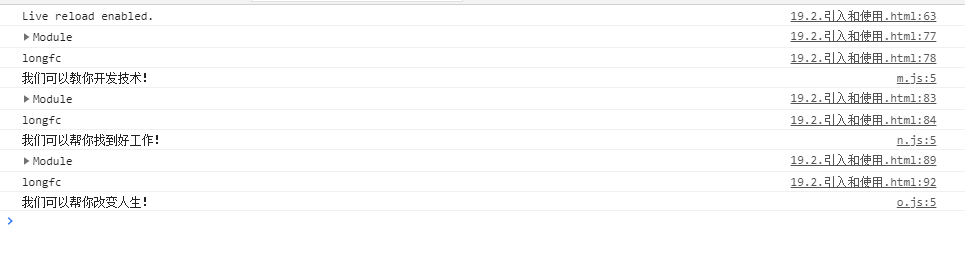 Live reload enabled. 19.2.引入和使用.html:63
Module 19.2.引入和使用.html:77
longfc 19.2.引入和使用.html:78
我们可以教你开发技术! m.js:5
Module 19.2.引入和使用.html:83
longfc 19.2.引入和使用.html:84
我们可以帮你找到好工作! n.js:5
Module 19.2.引入和使用.html:89
longfc 19.2.引入和使用.html:92
我们可以帮你改变人生! o.js:5